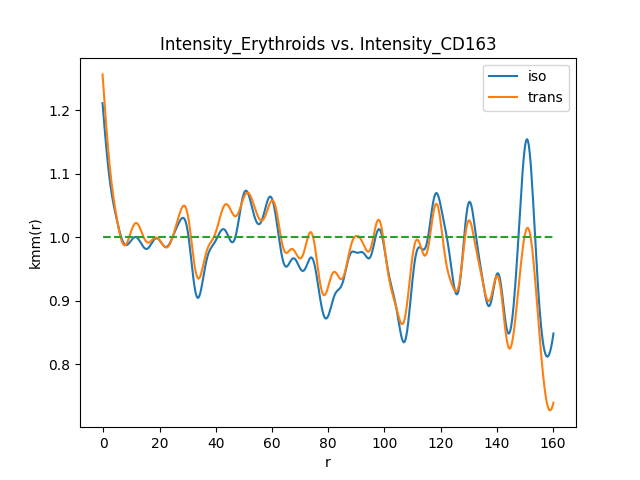 Intensity_Erythroids vs. Intensity_CD163
iso
trans
kmm(r)
1.2
1.1
1.0
0.9
0.8
0 20 40 60 80 100 120 140 160
r